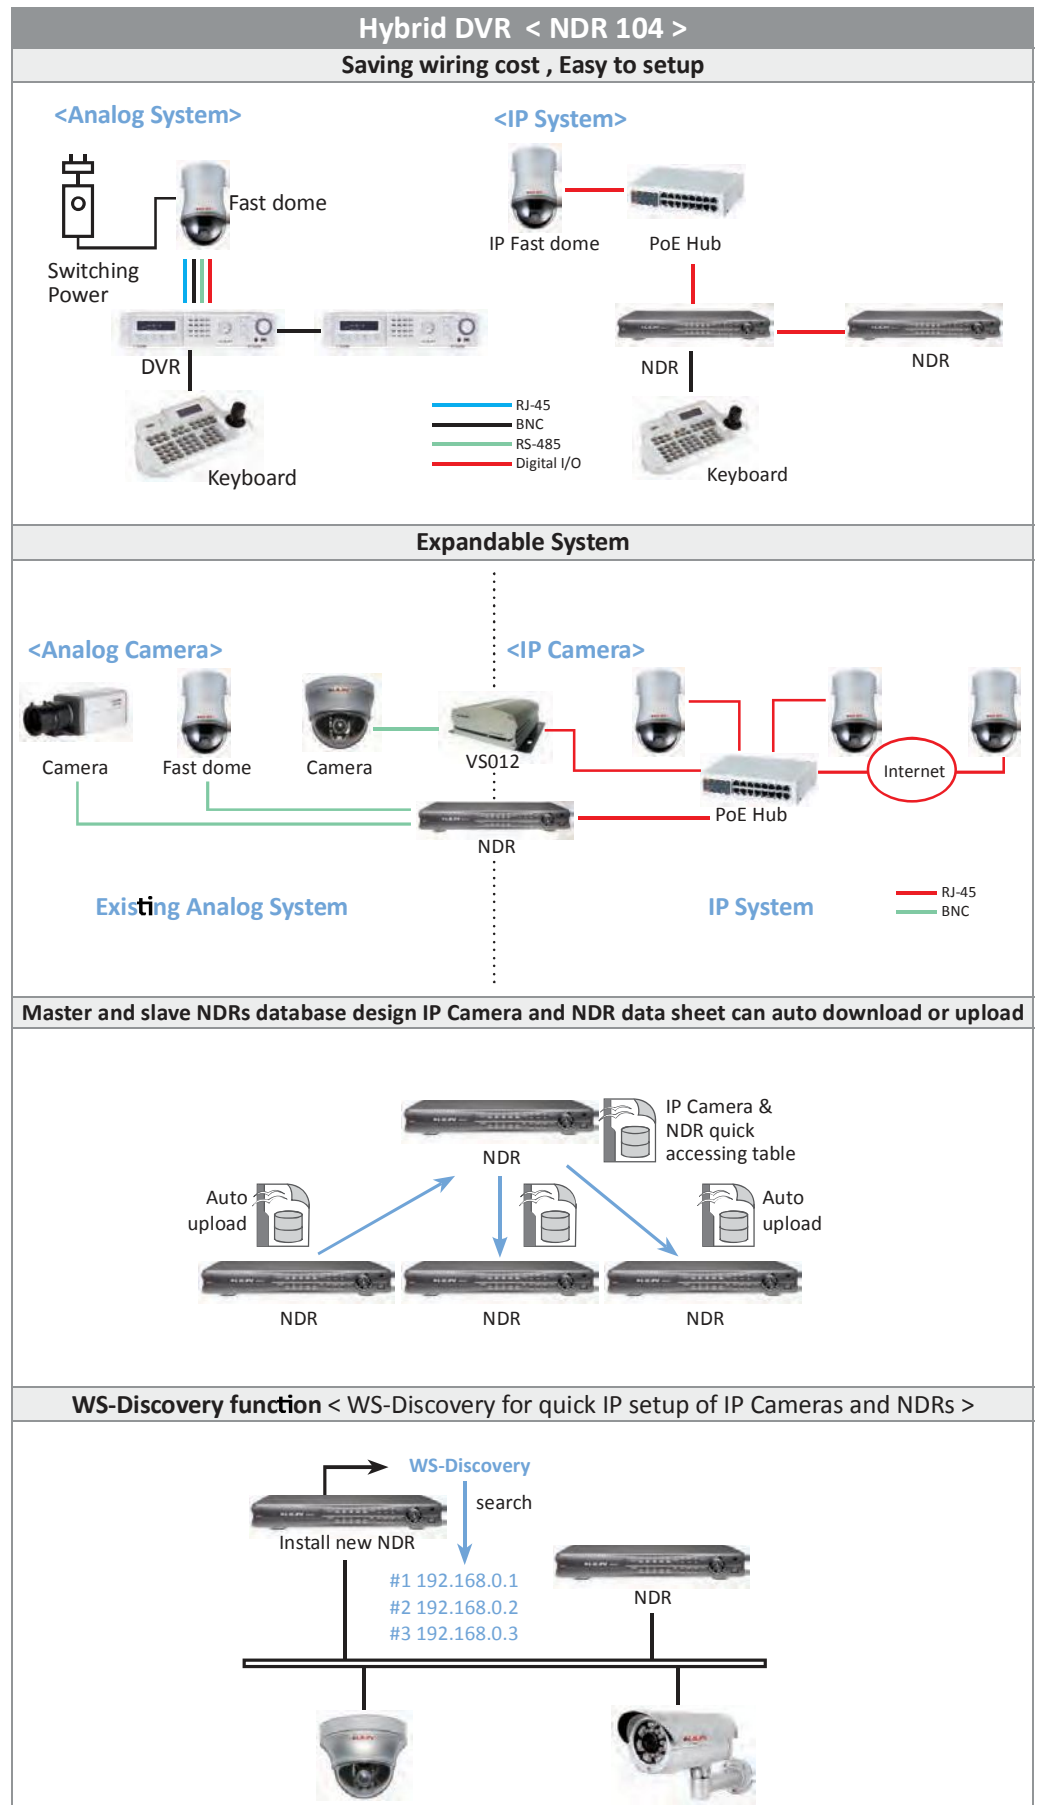 Hybrid DVR < NDR 104 >
Saving wiring cost , Easy to setup
<Analog System>
<IP System>
Fast dome
Switching
Power
DVR
Keyboard
IP Fast dome
PoE Hub
NDR
NDR
Keyboard
RJ-45
BNC
RS-485
Digital I/O
Expandable System
<Analog Camera>
<IP Camera>
Camera
Fast dome
Camera
VS012
NDR
PoE Hub
Internet
Existing Analog System
IP System
RJ-45
BNC
Master and slave NDRs database design IP Camera and NDR data sheet can auto download or upload
IP Camera &
NDR quick
accessing table
NDR
Auto
upload
Auto
upload
NDR
NDR
NDR
WS-Discovery function < WS-Discovery for quick IP setup of IP Cameras and NDRs >
WS-Discovery
search
Install new NDR
#1 192.168.0.1
#2 192.168.0.2
#3 192.168.0.3
NDR